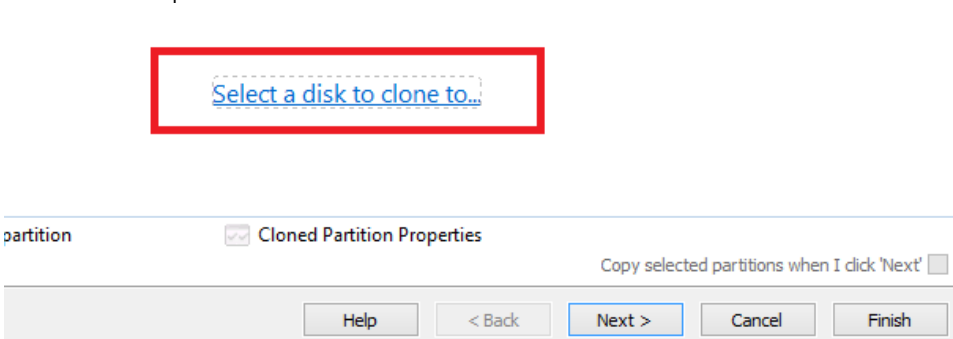 Select a disk to clone to...
partition Cloned Partition Properties
Copy selected partitions when I click 'Next'
Help < Back Next > Cancel Finish